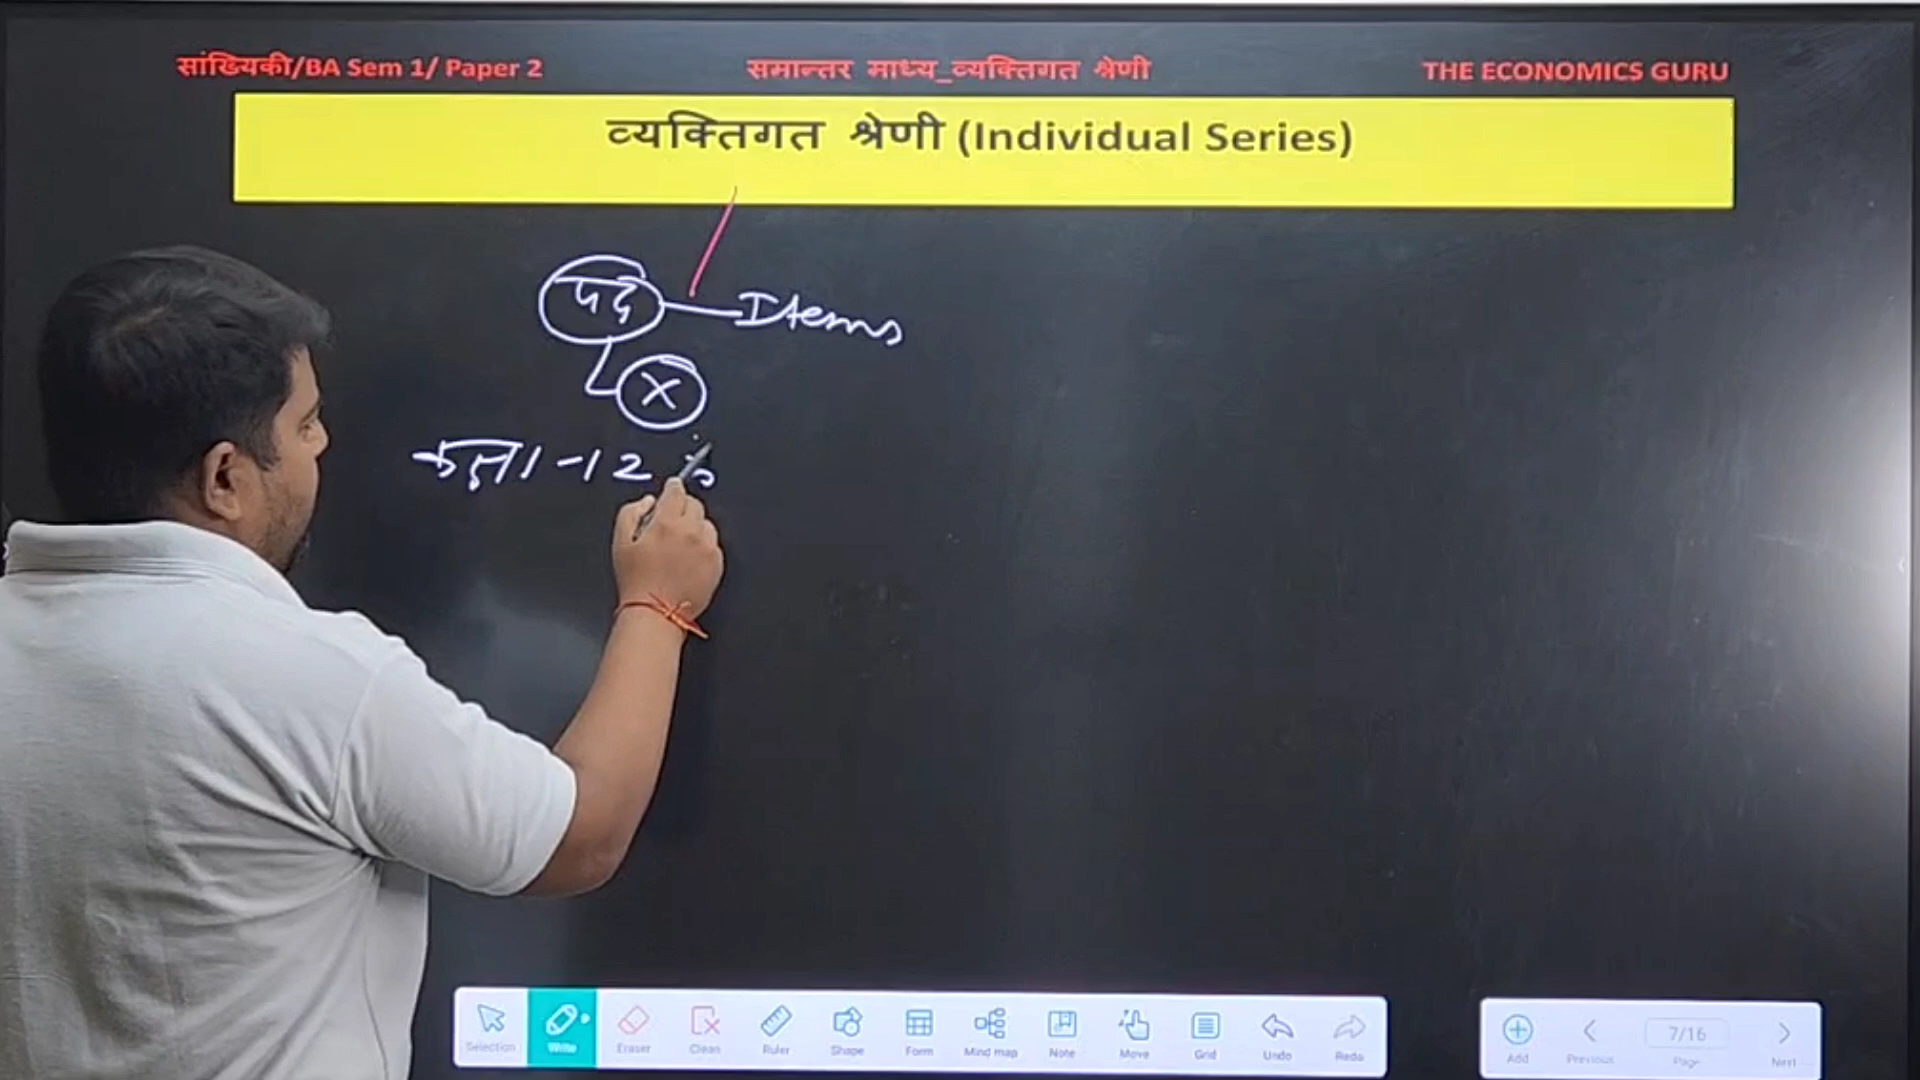 सांख्यिकी/BA Sem 1/ Paper 2 समान्तर माध्य_व्यक्तिगत श्रेणी THE ECONOMICS GURU
व्यक्तिगत श्रेणी (Individual Series)
पद Items
X
कक्षा-12
Selection Write Eraser Clean Ruler Shape Form Mind map Note Move Grid Undo Redo
7/16
Add Previous Page Next